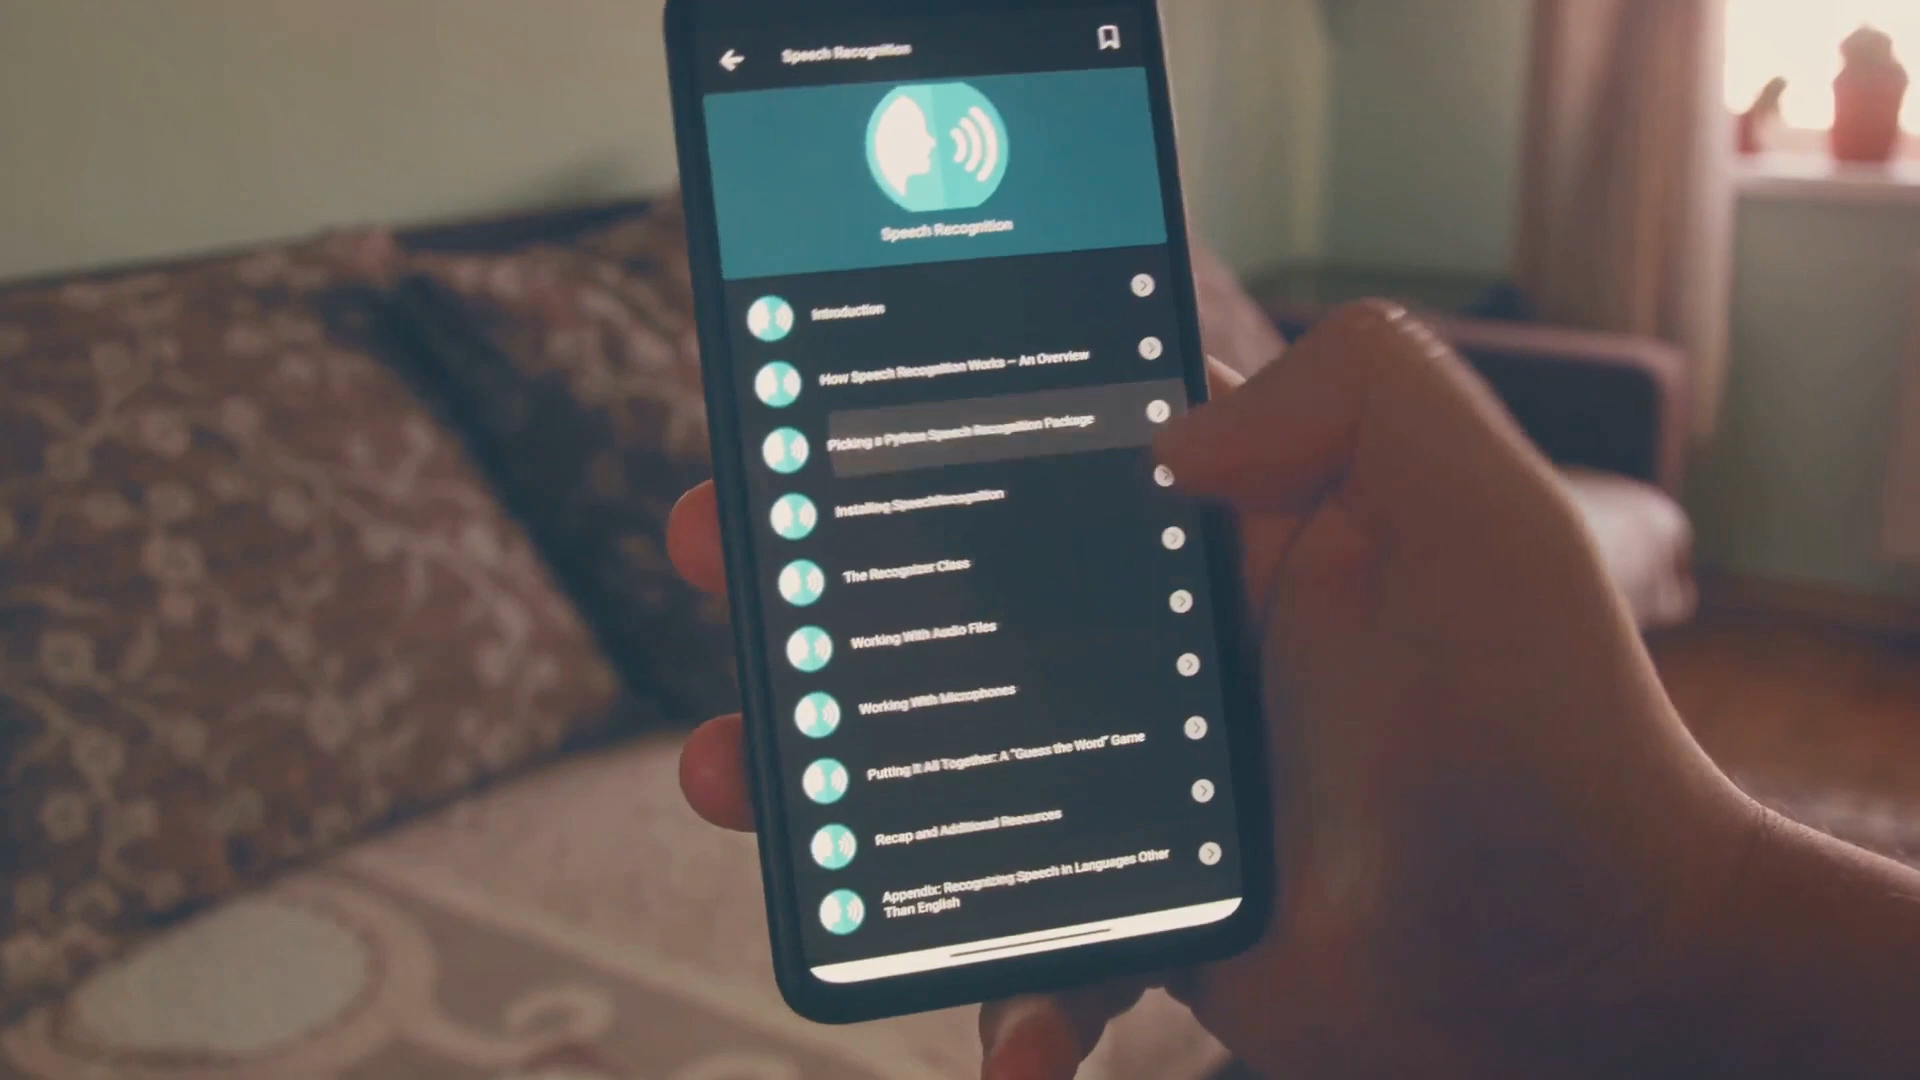 Speech Recognition
Speech Recognition
Introduction
How Speech Recognition Works – An Overview
Picking a Python Speech Recognition Package
Installing SpeechRecognition
The Recognizer Class
Working With Audio Files
Working With Microphones
Putting It All Together: A "Guess the Word" Game
Recap and Additional Resources
Appendix: Recognizing Speech in Languages Other
Than English